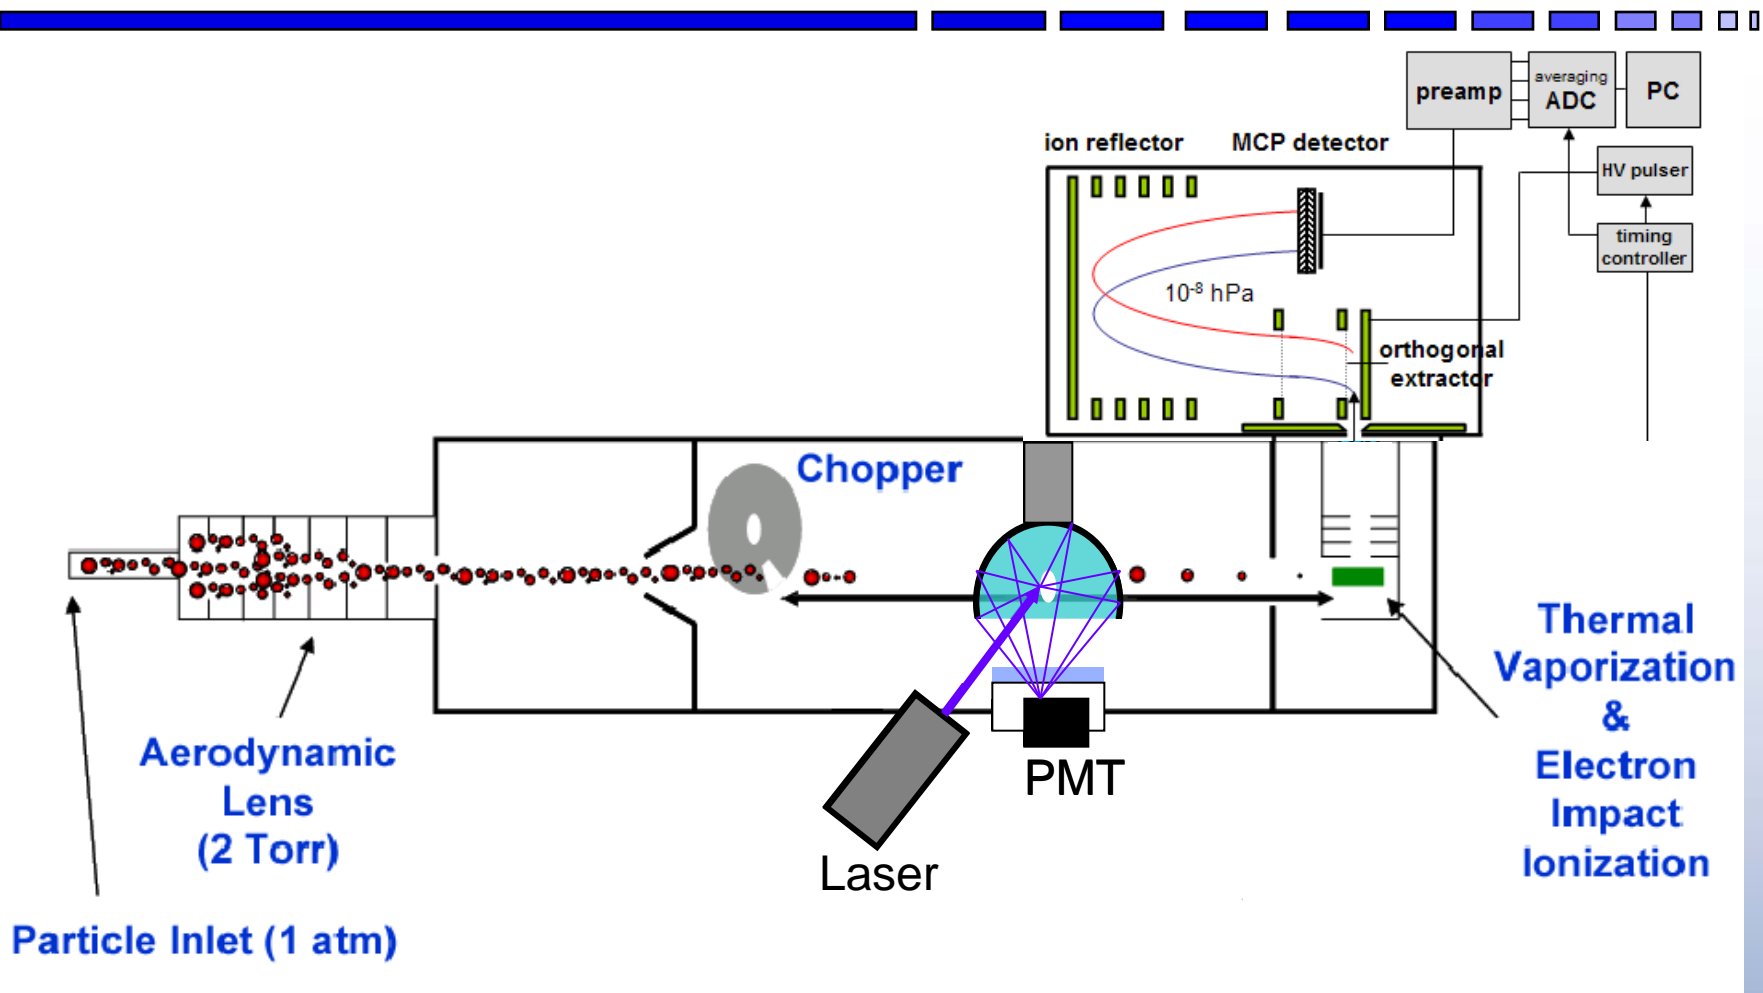 preamp
averaging
ADC
PC
ion reflector
MCP detector
HV pulser
timing
controller
10⁻⁸ hPa
orthogonal
extractor
Chopper
Thermal
Vaporization
&
Electron
Impact
Ionization
Aerodynamic
Lens
(2 Torr)
PMT
Laser
Particle Inlet (1 atm)